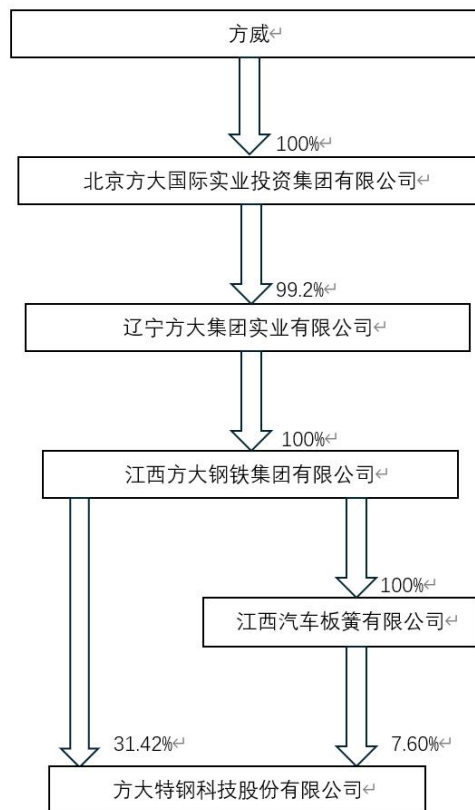 方威
100%
北京方大国际实业投资集团有限公司
99.2%
辽宁方大集团实业有限公司
100%
江西方大钢铁集团有限公司
100%
江西汽车板簧有限公司
31.42%
7.60%
方大特钢科技股份有限公司